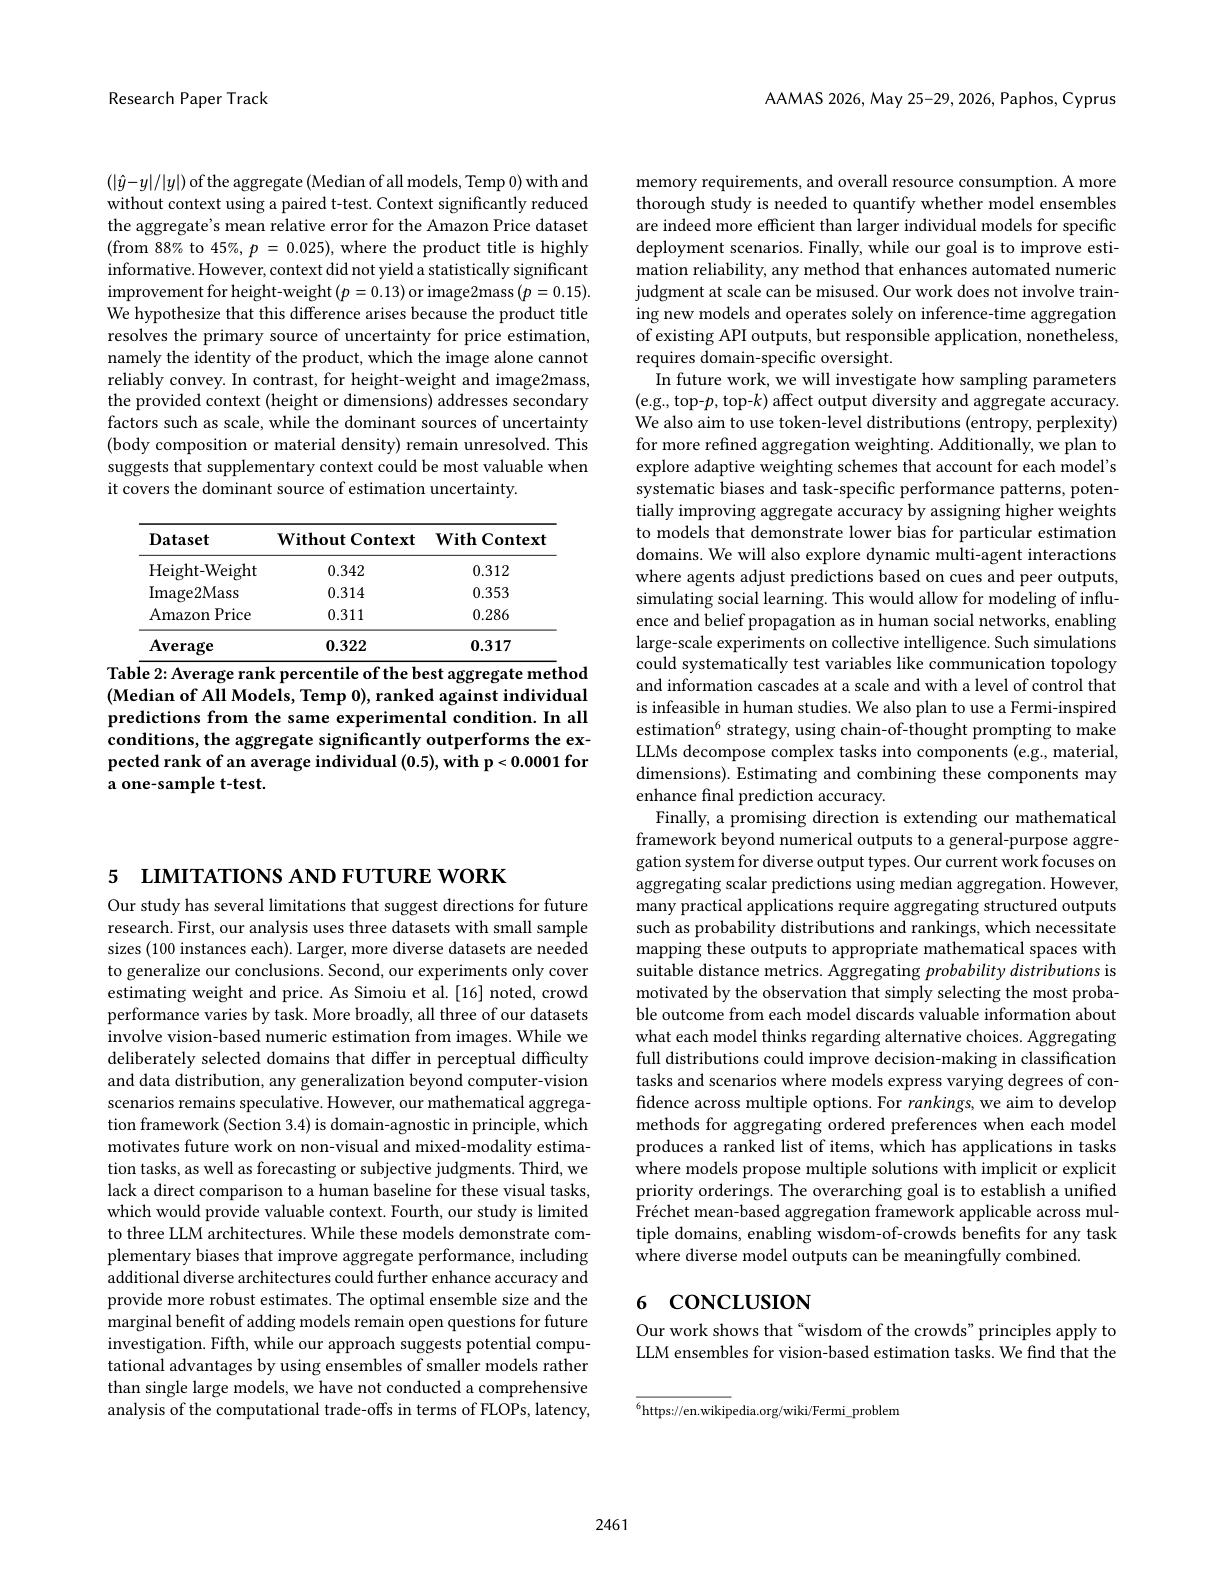 Research Paper Track
AAMAS 2026, May 25–29, 2026, Paphos, Cyprus
(|ŷ−y|/|y|) of the aggregate (Median of all models, Temp 0) with and
without context using a paired t-test. Context significantly reduced
the aggregate's mean relative error for the Amazon Price dataset
(from 88% to 45%, p = 0.025), where the product title is highly
informative. However, context did not yield a statistically significant
improvement for height-weight (p = 0.13) or image2mass (p = 0.15).
We hypothesize that this difference arises because the product title
resolves the primary source of uncertainty for price estimation,
namely the identity of the product, which the image alone cannot
reliably convey. In contrast, for height-weight and image2mass,
the provided context (height or dimensions) addresses secondary
factors such as scale, while the dominant sources of uncertainty
(body composition or material density) remain unresolved. This
suggests that supplementary context could be most valuable when
it covers the dominant source of estimation uncertainty.
Dataset Without Context With Context
Height-Weight 0.342 0.312
Image2Mass 0.314 0.353
Amazon Price 0.311 0.286
Average 0.322 0.317
Table 2: Average rank percentile of the best aggregate method
(Median of All Models, Temp 0), ranked against individual
predictions from the same experimental condition. In all
conditions, the aggregate significantly outperforms the ex-
pected rank of an average individual (0.5), with p < 0.0001 for
a one-sample t-test.
5 LIMITATIONS AND FUTURE WORK
Our study has several limitations that suggest directions for future
research. First, our analysis uses three datasets with small sample
sizes (100 instances each). Larger, more diverse datasets are needed
to generalize our conclusions. Second, our experiments only cover
estimating weight and price. As Simoiu et al. [16] noted, crowd
performance varies by task. More broadly, all three of our datasets
involve vision-based numeric estimation from images. While we
deliberately selected domains that differ in perceptual difficulty
and data distribution, any generalization beyond computer-vision
scenarios remains speculative. However, our mathematical aggrega-
tion framework (Section 3.4) is domain-agnostic in principle, which
motivates future work on non-visual and mixed-modality estima-
tion tasks, as well as forecasting or subjective judgments. Third, we
lack a direct comparison to a human baseline for these visual tasks,
which would provide valuable context. Fourth, our study is limited
to three LLM architectures. While these models demonstrate com-
plementary biases that improve aggregate performance, including
additional diverse architectures could further enhance accuracy and
provide more robust estimates. The optimal ensemble size and the
marginal benefit of adding models remain open questions for future
investigation. Fifth, while our approach suggests potential compu-
tational advantages by using ensembles of smaller models rather
than single large models, we have not conducted a comprehensive
analysis of the computational trade-offs in terms of FLOPs, latency,
memory requirements, and overall resource consumption. A more
thorough study is needed to quantify whether model ensembles
are indeed more efficient than larger individual models for specific
deployment scenarios. Finally, while our goal is to improve esti-
mation reliability, any method that enhances automated numeric
judgment at scale can be misused. Our work does not involve train-
ing new models and operates solely on inference-time aggregation
of existing API outputs, but responsible application, nonetheless,
requires domain-specific oversight.
In future work, we will investigate how sampling parameters
(e.g., top-p, top-k) affect output diversity and aggregate accuracy.
We also aim to use token-level distributions (entropy, perplexity)
for more refined aggregation weighting. Additionally, we plan to
explore adaptive weighting schemes that account for each model's
systematic biases and task-specific performance patterns, poten-
tially improving aggregate accuracy by assigning higher weights
to models that demonstrate lower bias for particular estimation
domains. We will also explore dynamic multi-agent interactions
where agents adjust predictions based on cues and peer outputs,
simulating social learning. This would allow for modeling of influ-
ence and belief propagation as in human social networks, enabling
large-scale experiments on collective intelligence. Such simulations
could systematically test variables like communication topology
and information cascades at a scale and with a level of control that
is infeasible in human studies. We also plan to use a Fermi-inspired
estimation⁶ strategy, using chain-of-thought prompting to make
LLMs decompose complex tasks into components (e.g., material,
dimensions). Estimating and combining these components may
enhance final prediction accuracy.
Finally, a promising direction is extending our mathematical
framework beyond numerical outputs to a general-purpose aggre-
gation system for diverse output types. Our current work focuses on
aggregating scalar predictions using median aggregation. However,
many practical applications require aggregating structured outputs
such as probability distributions and rankings, which necessitate
mapping these outputs to appropriate mathematical spaces with
suitable distance metrics. Aggregating probability distributions is
motivated by the observation that simply selecting the most proba-
ble outcome from each model discards valuable information about
what each model thinks regarding alternative choices. Aggregating
full distributions could improve decision-making in classification
tasks and scenarios where models express varying degrees of con-
fidence across multiple options. For rankings, we aim to develop
methods for aggregating ordered preferences when each model
produces a ranked list of items, which has applications in tasks
where models propose multiple solutions with implicit or explicit
priority orderings. The overarching goal is to establish a unified
Fréchet mean-based aggregation framework applicable across mul-
tiple domains, enabling wisdom-of-crowds benefits for any task
where diverse model outputs can be meaningfully combined.
6 CONCLUSION
Our work shows that “wisdom of the crowds” principles apply to
LLM ensembles for vision-based estimation tasks. We find that the
⁶https://en.wikipedia.org/wiki/Fermi_problem
2461